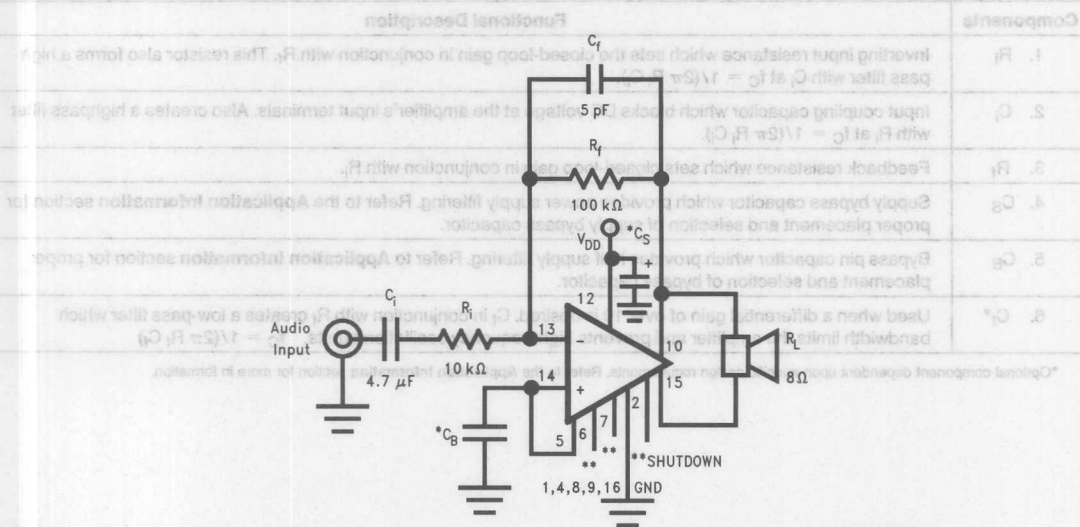 Cf
5 pF
Rf
100 kΩ
VDD
*CS
+
12
Ci
Ri
Audio
Input
13
−
10
RL
4.7 μF
10 kΩ
14
15
8Ω
+
2
*CB
7
5
6
**
**
**SHUTDOWN
1,4,8,9,16
GND
Components
Functional Description
1. Ri
Inverting input resistance which sets the closed-loop gain in conjunction with Rf. This resistor also forms a high
pass filter with Ci at fC = 1/(2π Ri Ci).
2. Ci
Input coupling capacitor which blocks DC voltage at the amplifier's input terminals. Also creates a highpass filter
with Ri at fC = 1/(2π Ri Ci).
3. Rf
Feedback resistance which sets closed-loop gain in conjunction with Ri.
4. CS
Supply bypass capacitor which provides power supply filtering. Refer to the Application Information section for
proper placement and selection of supply bypass capacitor.
5. CB
Bypass pin capacitor which provides supply filtering. Refer to Application Information section for proper
placement and selection of bypass capacitor.
6. Cf*
Used when a differential gain of over is desired. Cf in conjunction with Rf creates a low-pass filter which
bandwidth limits the amplifier and prevents high oscillations. fC = 1/(2π Rf Cf)
*Optional component dependent upon Refer to the Application Information section for more in formation.